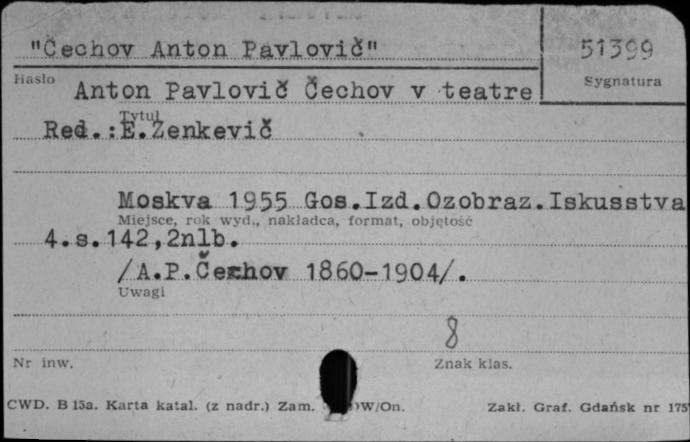 "Čechov Anton Pavlovič" 51399
Hasło Sygnatura
Anton Pavlovič Čechov v teatre
Tytuł
Red.:E.Zenkevič
Moskva 1955 Gos.Izd.Ozobraz.Iskusstva
Miejsce, rok wyd., nakładca, format, objętość
4.s.142,2nlb.
/A.P.Čechov 1860-1904/.
Uwagi
8
Nr inw. Znak klas.
CWD. B 15a. Karta katal. (z nadr.) Zam. W/On. Zakł. Graf. Gdańsk nr 175